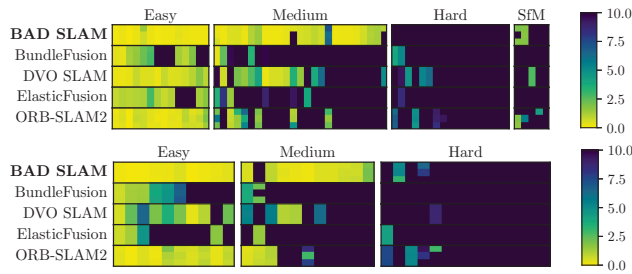 Easy Medium Hard SfM
BAD SLAM
BundleFusion
DVO SLAM
ElasticFusion
ORB-SLAM2
10.0
7.5
5.0
2.5
0.0
Easy Medium Hard
BAD SLAM
BundleFusion
DVO SLAM
ElasticFusion
ORB-SLAM2
10.0
7.5
5.0
2.5
0.0